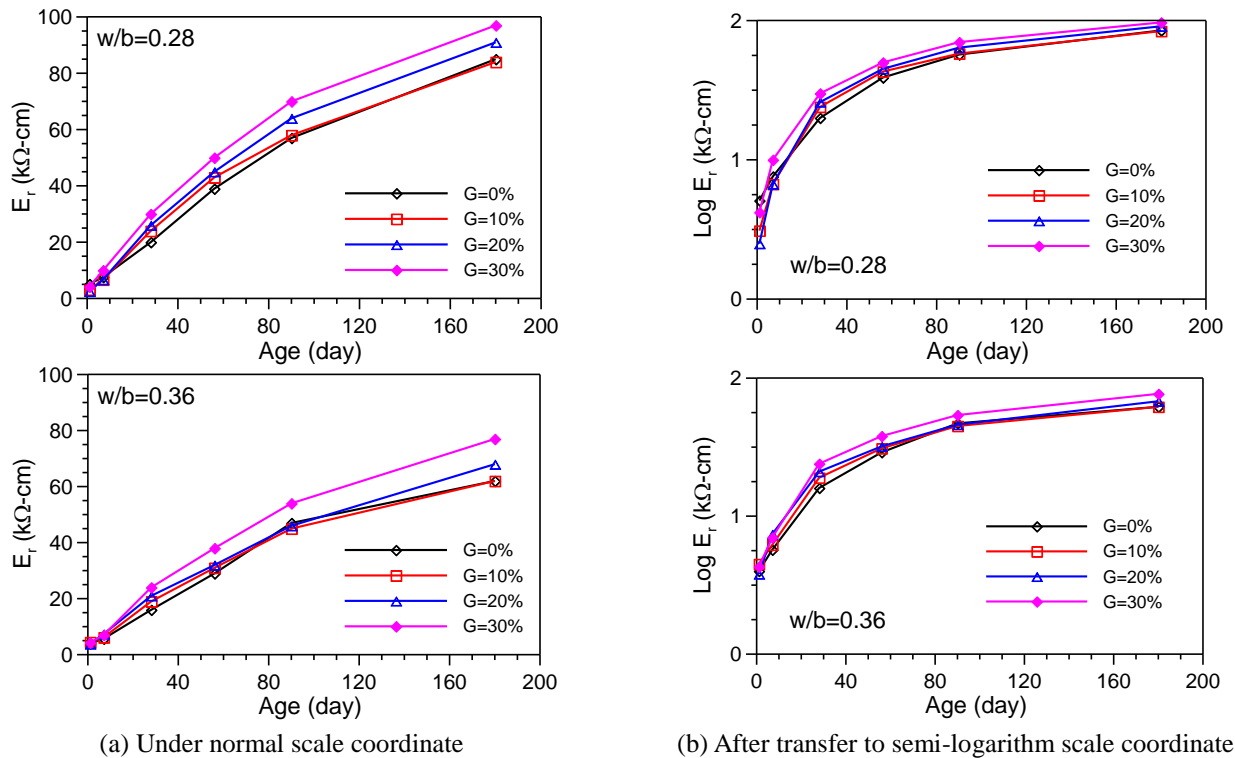 100
80
60
40
20
0
E_r (kΩ-cm)
w/b=0.28
G=0%
G=10%
G=20%
G=30%
0 40 80 120 160 200
Age (day)
2
1
0
Log E_r (kΩ-cm)
G=0%
G=10%
G=20%
G=30%
w/b=0.28
0 40 80 120 160 200
Age (day)
100
80
60
40
20
0
E_r (kΩ-cm)
w/b=0.36
G=0%
G=10%
G=20%
G=30%
0 40 80 120 160 200
Age (day)
2
1
0
Log E_r (kΩ-cm)
G=0%
G=10%
G=20%
G=30%
w/b=0.36
0 40 80 120 160 200
Age (day)
(a) Under normal scale coordinate
(b) After transfer to semi-logarithm scale coordinate